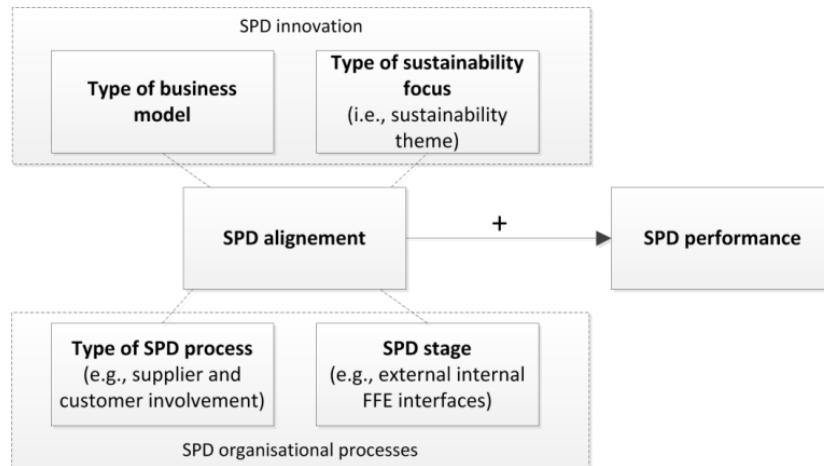 SPD innovation
Type of business
model
Type of sustainability
focus
(i.e., sustainability
theme)
SPD alignement
+
SPD performance
Type of SPD process
(e.g., supplier and
customer involvement)
SPD stage
(e.g., external internal
FFE interfaces)
SPD organisational processes